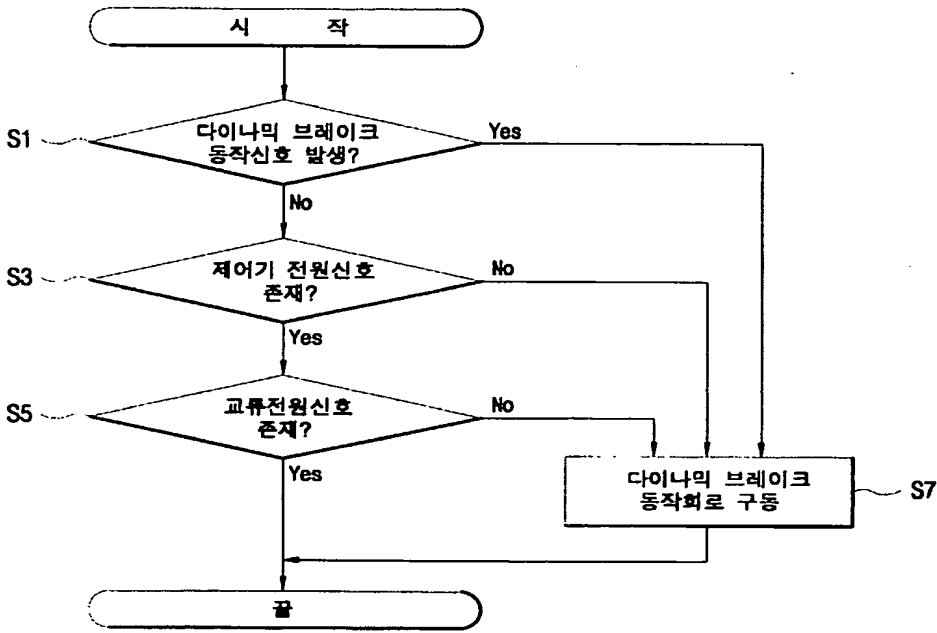 시 작
S1
다이나믹 브레이크
동작신호 발생?
Yes
No
S3
제어기 전원신호
존재?
No
Yes
S5
교류전원신호
존재?
No
Yes
다이나믹 브레이크
동작회로 구동
S7
끝